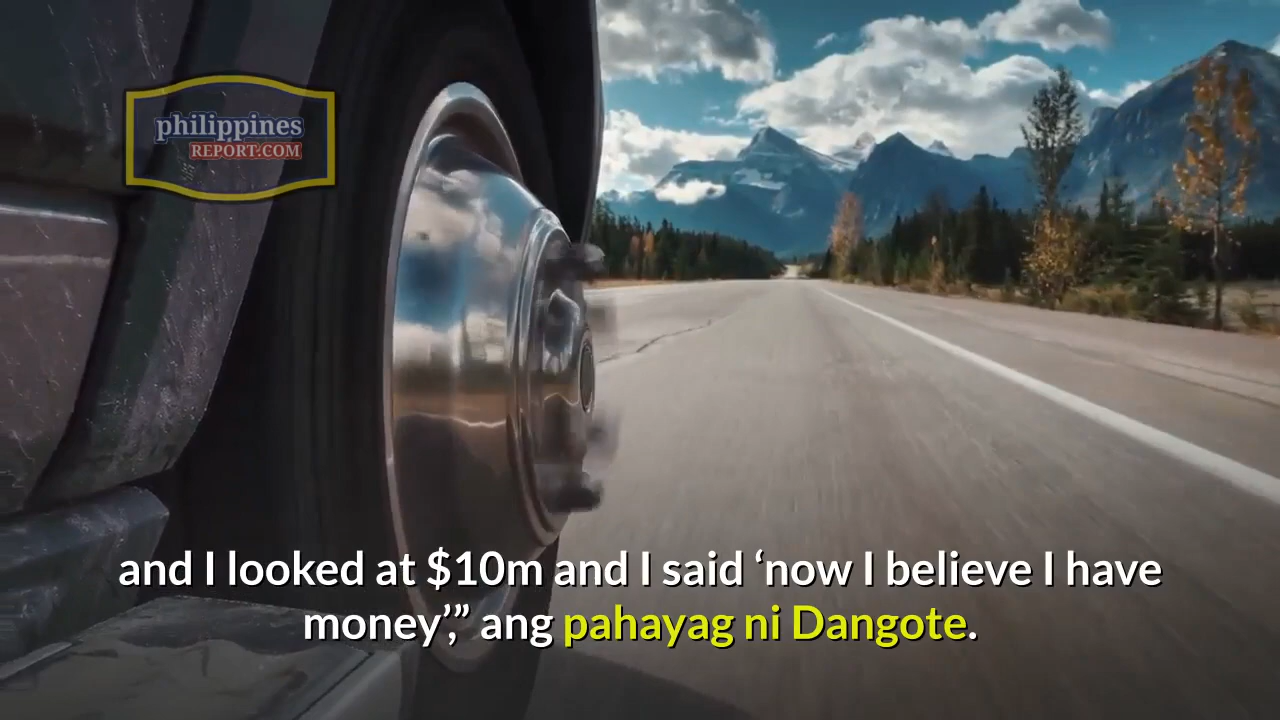 philippines
REPORT.COM
and I looked at $10m and I said ‘now I believe I have
money’,” ang pahayag ni Dangote.